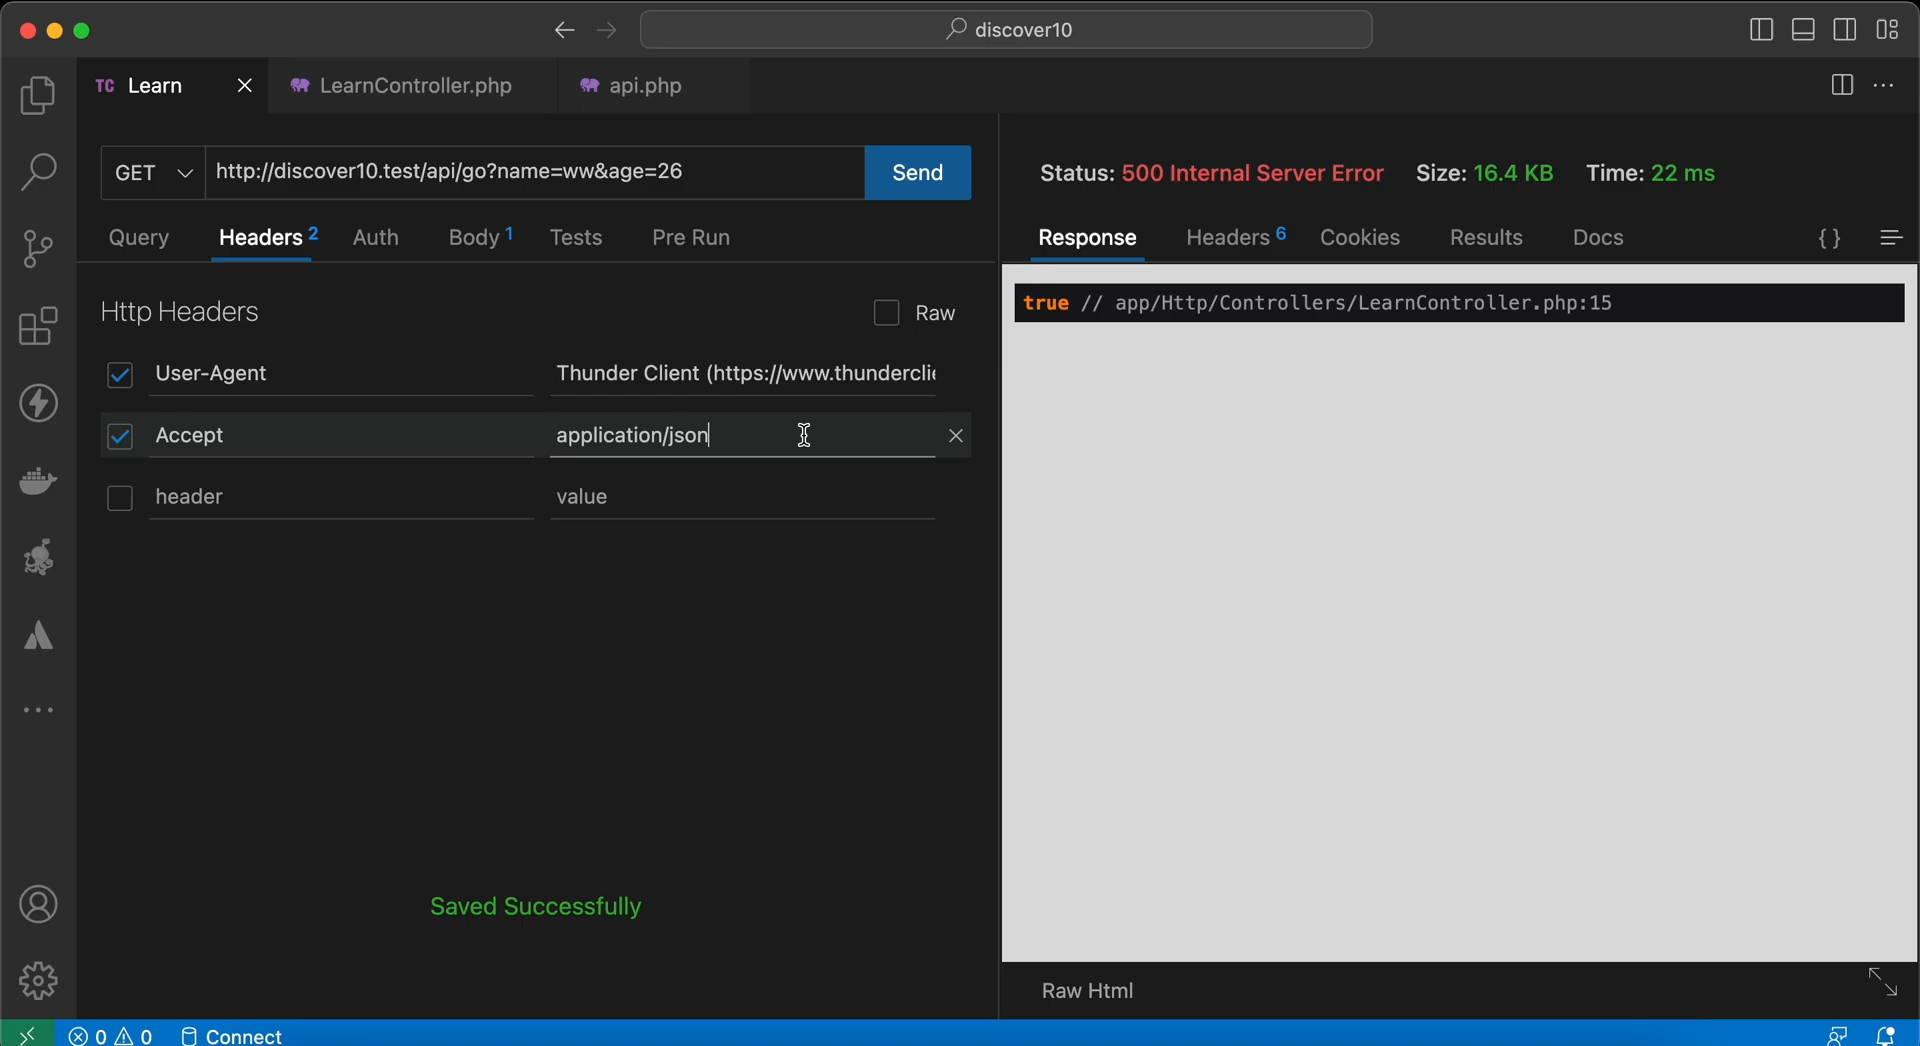 discover10
TC Learn
LearnController.php
api.php
GET
http://discover10.test/api/go?name=ww&age=26
Send
Query
Headers 2
Auth
Body 1
Tests
Pre Run
Http Headers
Raw
User-Agent
Thunder Client (https://www.thunderclie
Accept
application/json
header
value
Saved Successfully
Status: 500 Internal Server Error
Size: 16.4 KB
Time: 22 ms
Response
Headers 6
Cookies
Results
Docs
{ }
true // app/Http/Controllers/LearnController.php:15
Raw Html
0
0
Connect